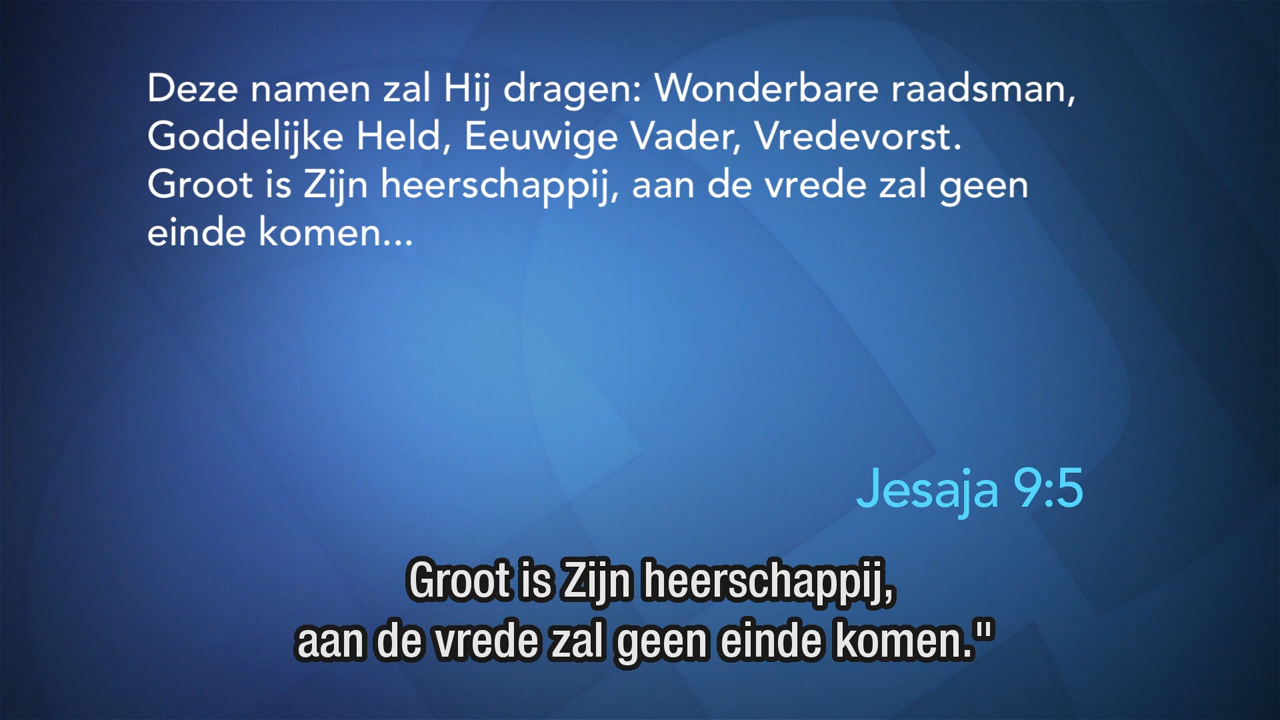 Deze namen zal Hij dragen: Wonderbare raadsman,
Goddelijke Held, Eeuwige Vader, Vredevorst.
Groot is Zijn heerschappij, aan de vrede zal geen
einde komen...
Jesaja 9:5
Groot is Zijn heerschappij,
aan de vrede zal geen einde komen."